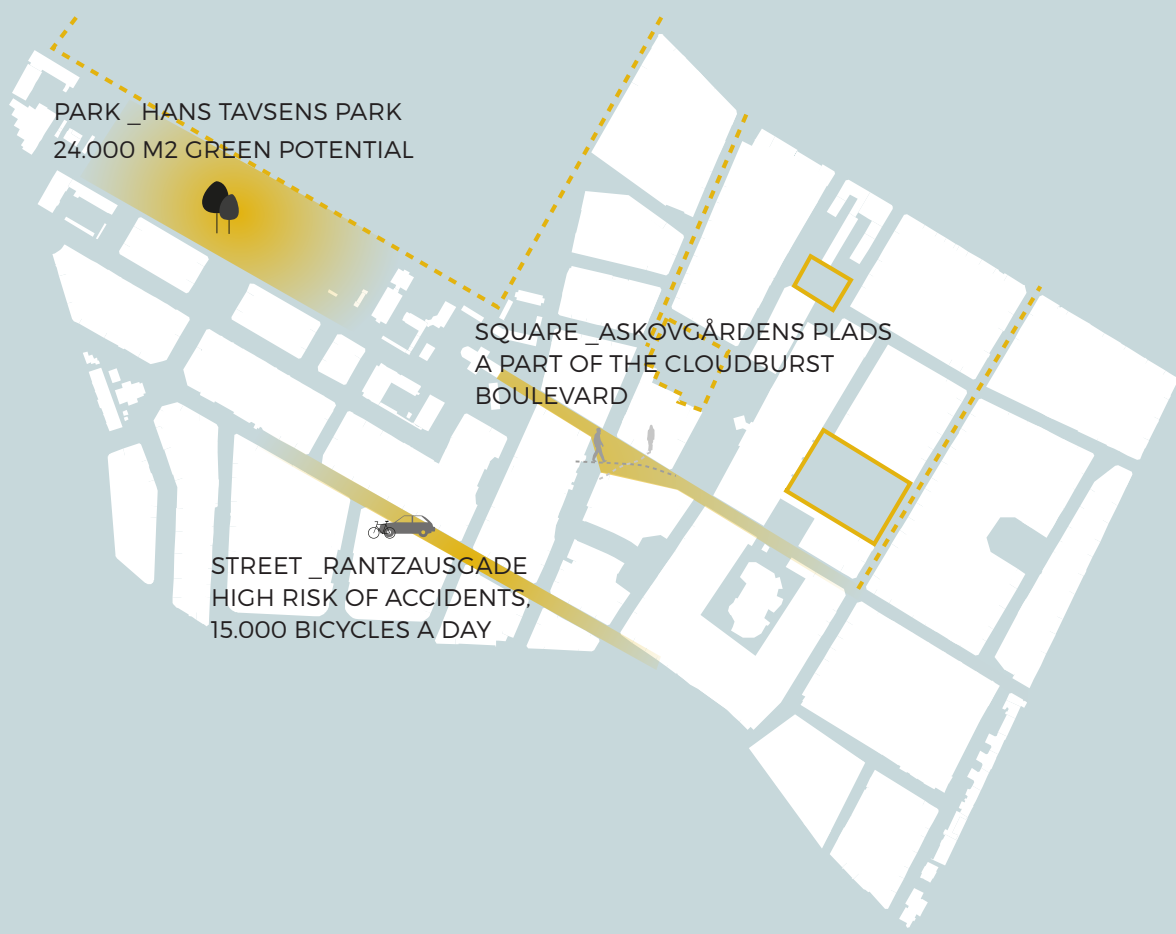 PARK _HANS TAVSENS PARK
24.000 M2 GREEN POTENTIAL
SQUARE _ASKOVGÅRDENS PLADS
A PART OF THE CLOUDBURST
BOULEVARD
STREET _RANTZAUSGADE
HIGH RISK OF ACCIDENTS,
15.000 BICYCLES A DAY